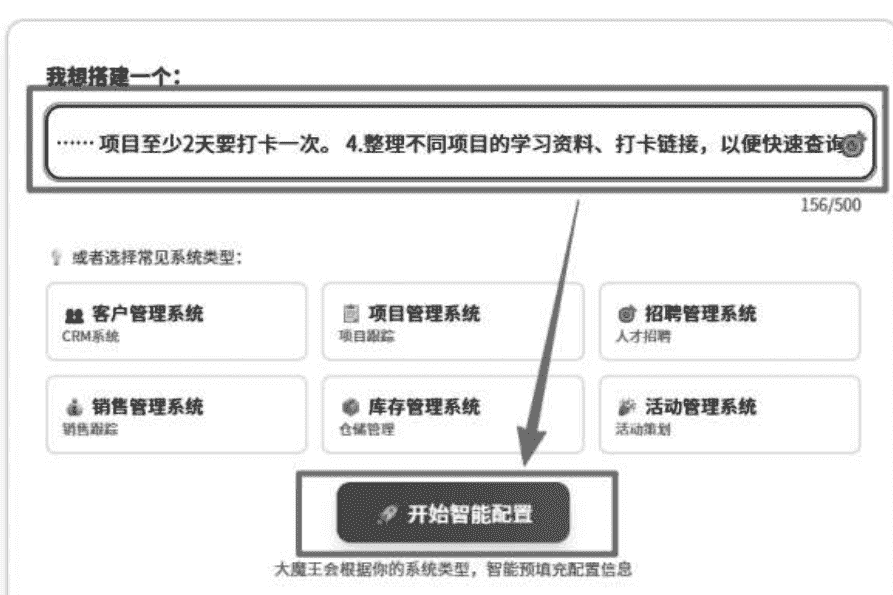 我想搭建一个：
…… 项目至少2天要打卡一次。 4.整理不同项目的学习资料、打卡链接，以便快速查询
156/500
或者选择常见系统类型：
客户管理系统
CRM系统
项目管理系统
项目跟踪
招聘管理系统
人才招聘
销售管理系统
销售跟踪
库存管理系统
仓储管理
活动管理系统
活动策划
开始智能配置
大魔王会根据你的系统类型，智能预填充配置信息